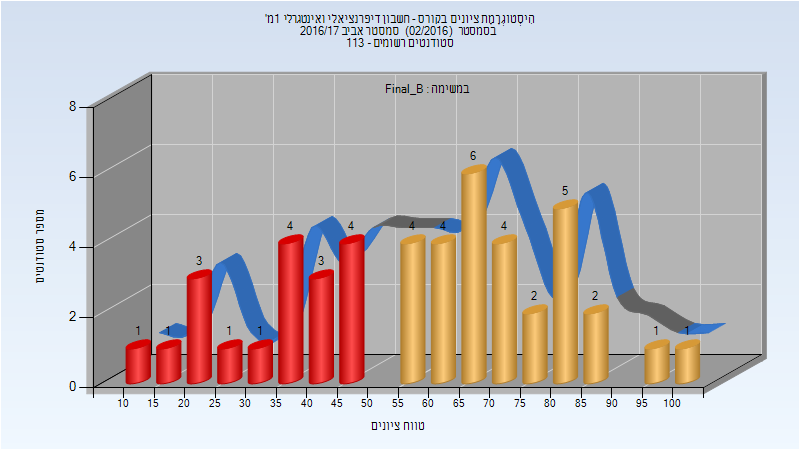 היסטוגרמת ציונים בקורס - חשבון דיפרנציאלי ואינטגרלי 1מ'
בסמסטר (02/2016) סמסטר אביב 2016/17
סטודנטים רשומים - 113
במשימה : Final_B
מספר סטודנטים
8
6
4
2
0
1 1 3 1 1 4 3 4 4 4 6 4 2 5 2 1 1
10 15 20 25 30 35 40 45 50 55 60 65 70 75 80 85 90 95 100
טווח ציונים